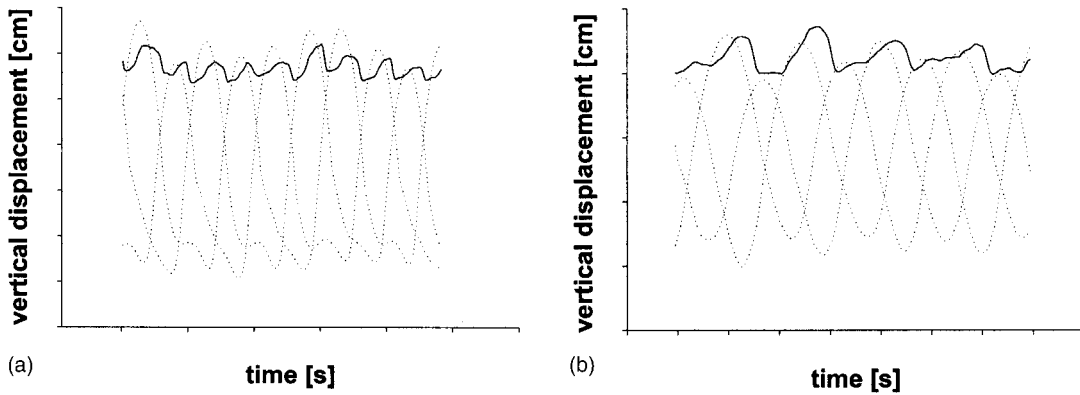 vertical displacement [cm]
time [s]
(a)
vertical displacement [cm]
time [s]
(b)